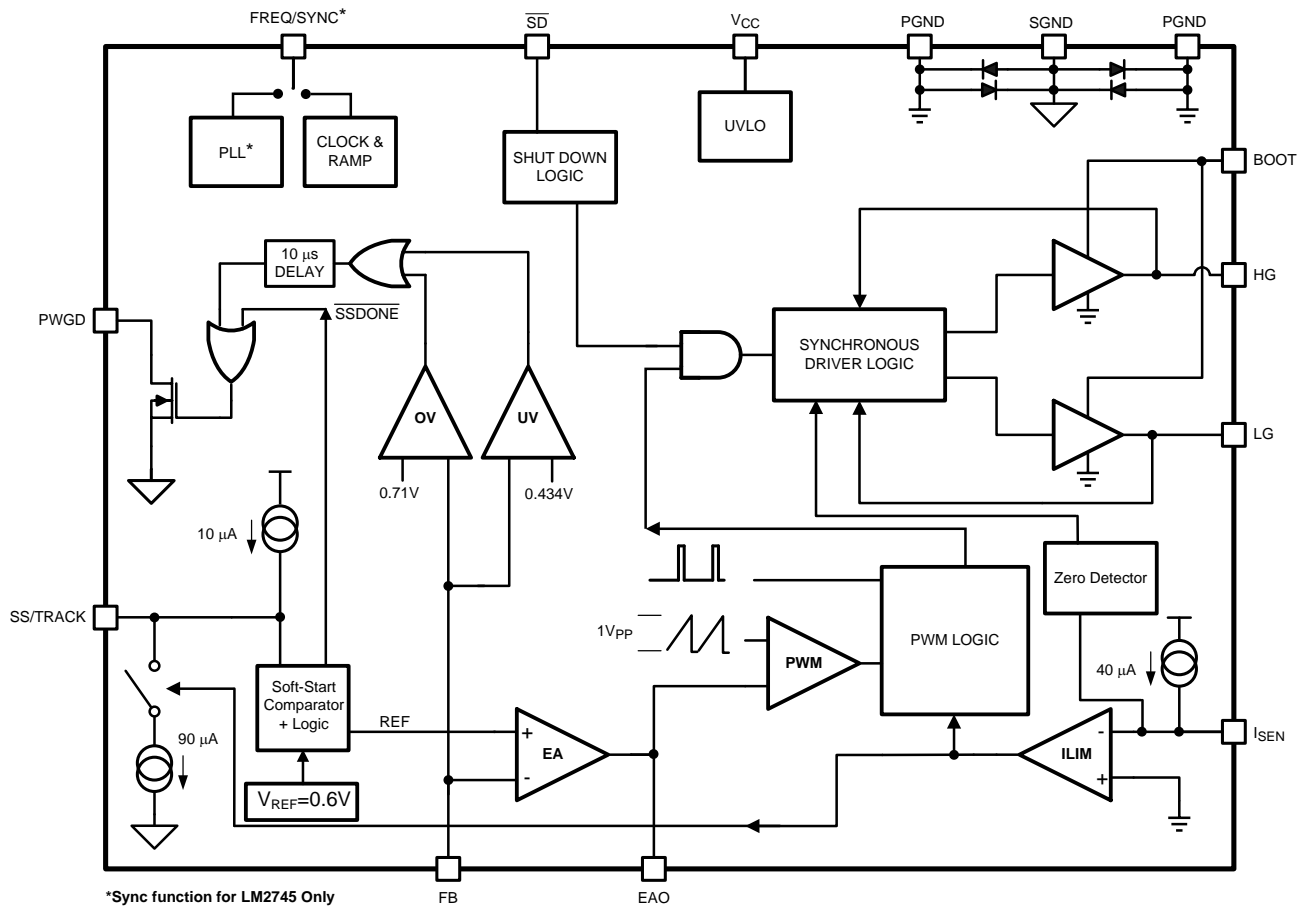 FREQ/SYNC*
SD
VCC
PGND
SGND
PGND
PLL*
CLOCK &
RAMP
SHUT DOWN
LOGIC
UVLO
BOOT
10 μs
DELAY
SSDONE
PWGD
HG
SYNCHRONOUS
DRIVER LOGIC
OV
UV
LG
0.71V
0.434V
10 μA
Zero Detector
SS/TRACK
1VPP
PWM
PWM LOGIC
40 μA
Soft-Start
Comparator
+ Logic
REF
90 μA
+
EA
-
ILIM
-
+
ISEN
VREF=0.6V
*Sync function for LM2745 Only
FB
EAO